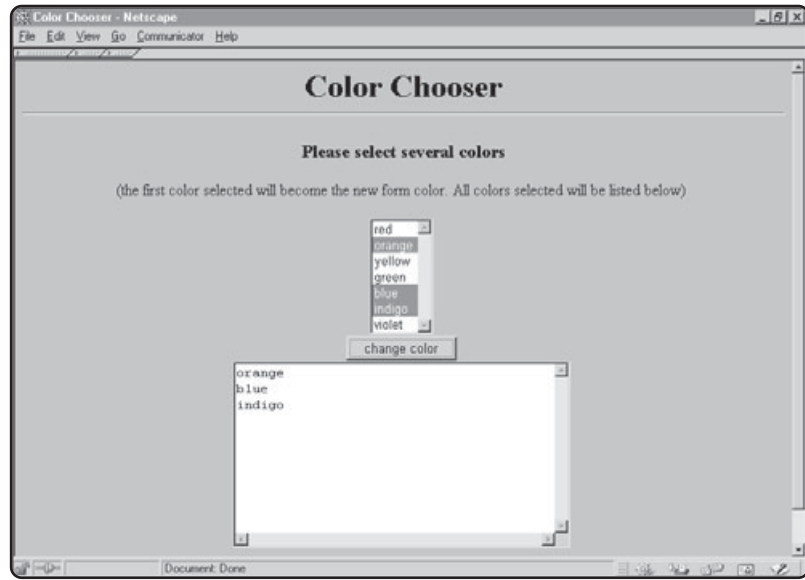 Color Chooser - Netscape
File Edit View Go Communicator Help
Color Chooser
Please select several colors
(the first color selected will become the new form color. All colors selected will be listed below)
red
orange
yellow
green
blue
indigo
violet
change color
orange
blue
indigo
Document: Done